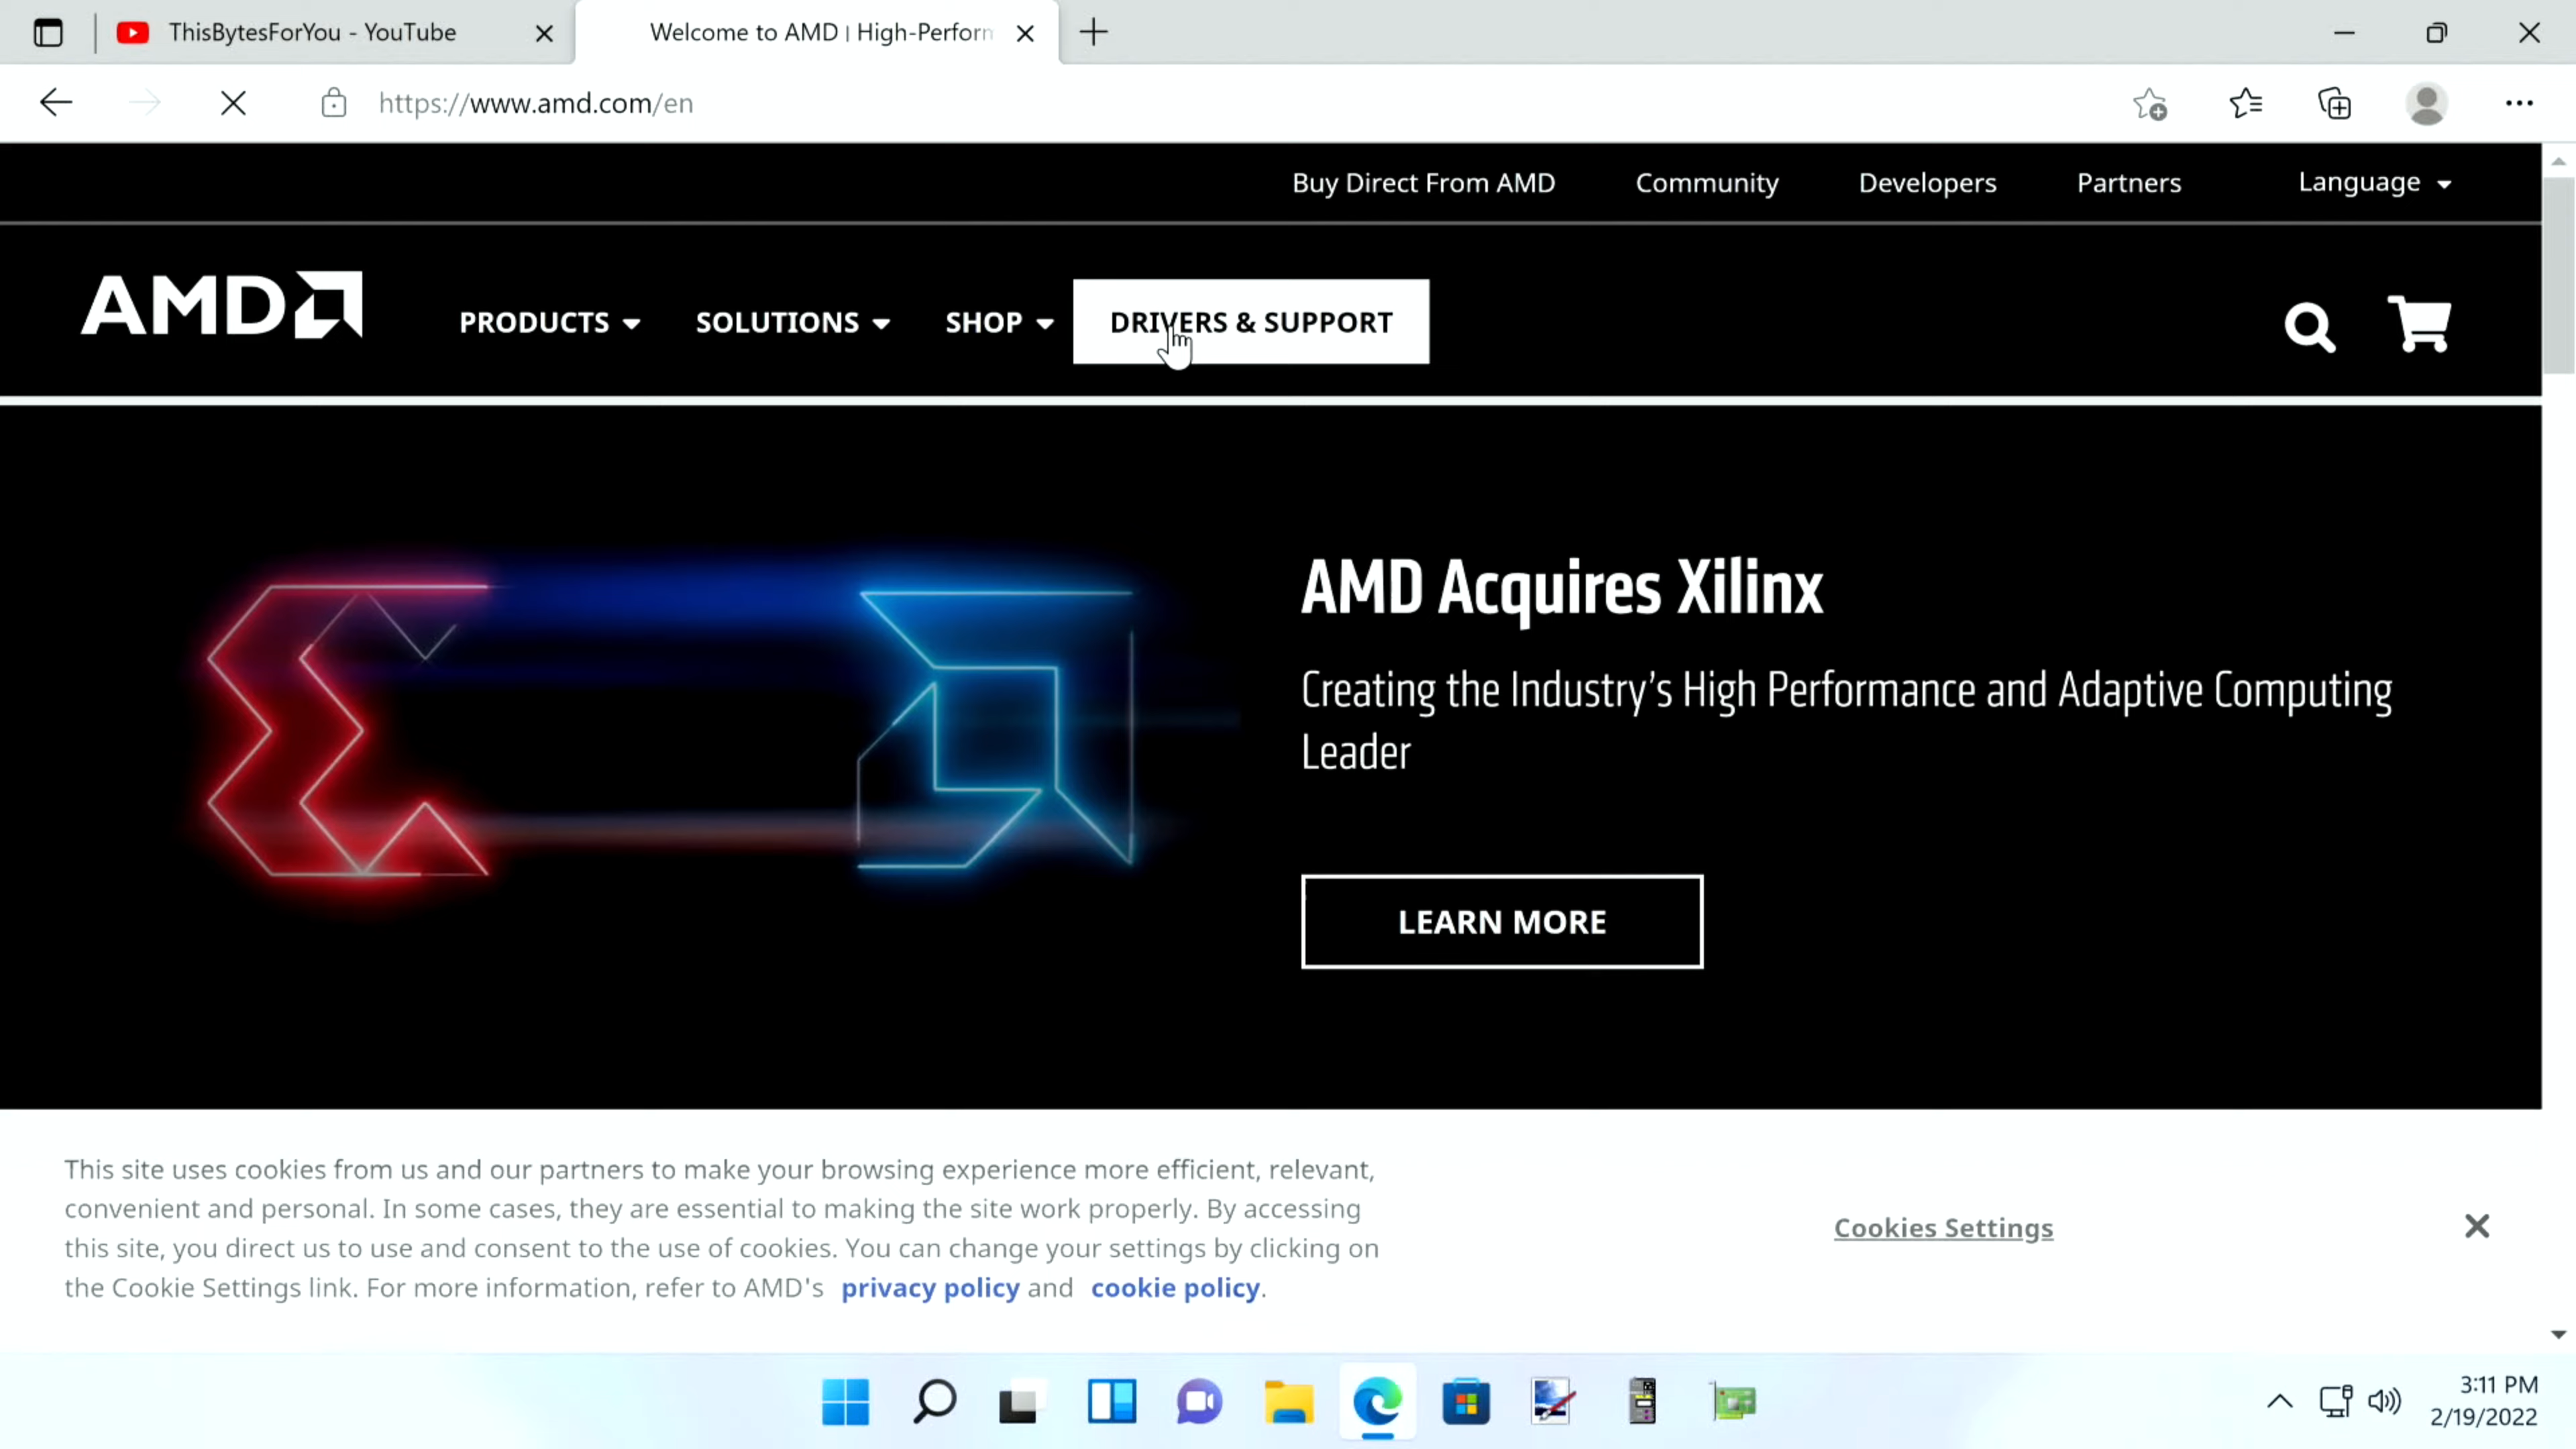 ThisBytesForYou - YouTube
Welcome to AMD | High-Perform
https://www.amd.com/en
Buy Direct From AMD
Community
Developers
Partners
Language
AMD
PRODUCTS
SOLUTIONS
SHOP
DRIVERS & SUPPORT
AMD Acquires Xilinx
Creating the Industry's High Performance and Adaptive Computing
Leader
LEARN MORE
This site uses cookies from us and our partners to make your browsing experience more efficient, relevant,
convenient and personal. In some cases, they are essential to making the site work properly. By accessing
this site, you direct us to use and consent to the use of cookies. You can change your settings by clicking on
the Cookie Settings link. For more information, refer to AMD's privacy policy and cookie policy.
Cookies Settings
3:11 PM
2/19/2022